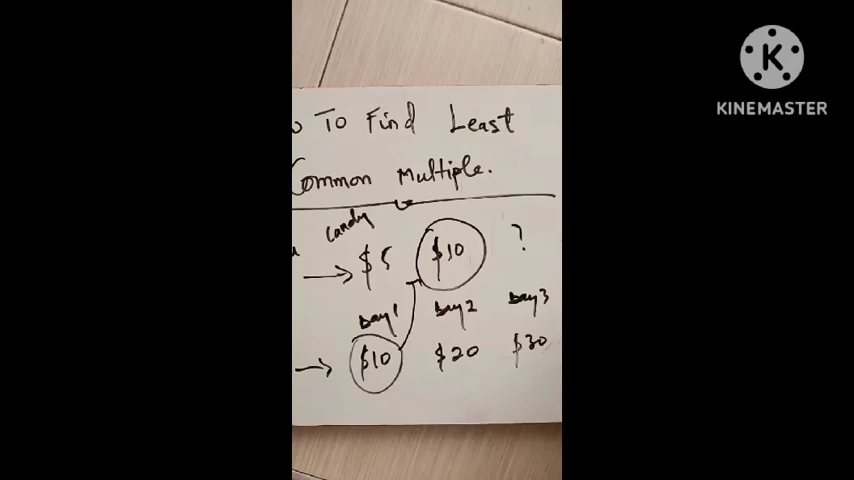 To Find Least
Common Multiple.
Candy
$5 $10 ?
Day1 Day2 Day3
$10 $20 $30
KINEMASTER